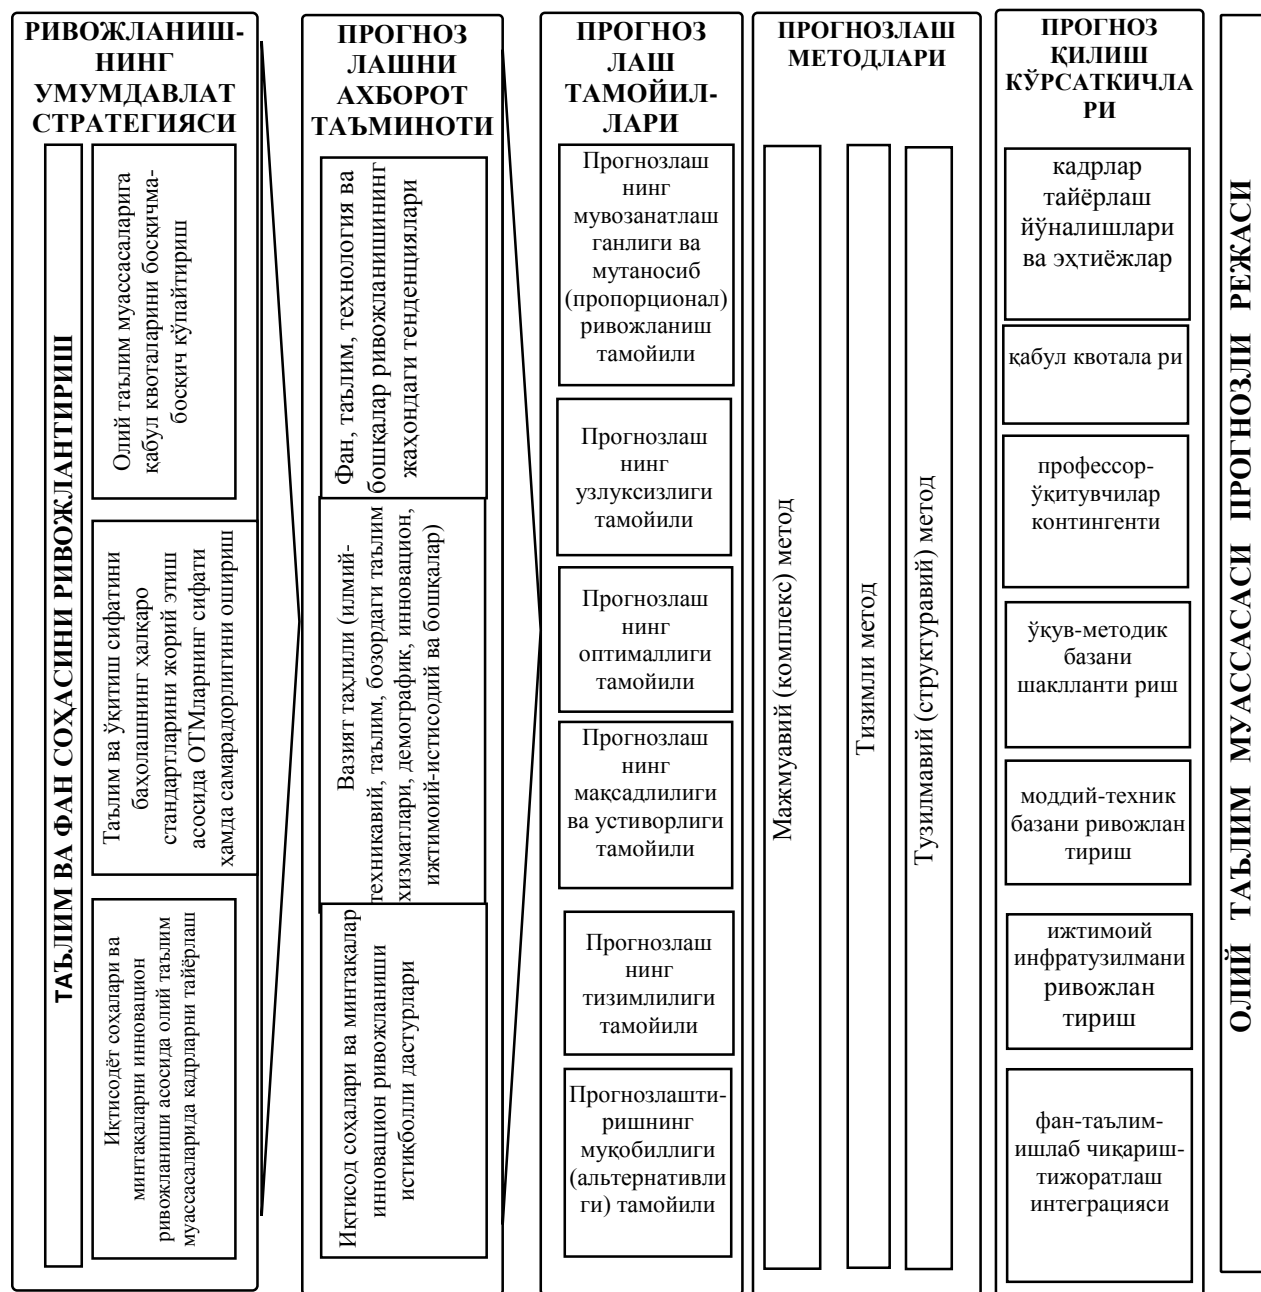 РИВОЖЛАНИШ-
НИНГ
УМУМДАВЛАТ
СТРАТЕГИЯСИ
ТАЪЛИМ ВА ФАН СОҲАСИНИ РИВОЖЛАНТИРИШ
Олий таълим муассасаларига
қабул квоталарини босқичма-
босқич кўпайтириш
Таълим ва ўқитиш сифатини
баҳолашнинг ҳалқаро
стандартларини жорий этиш
асосида ОТМларнинг сифати
ҳамда самарадорлигини ошириш
Иктисодёт соҳалари ва
минтақаларни инновацион
ривожланиши асосида олий таълим
муассасаларида кадрларни тайёрлаш
ПРОГНОЗ
ЛАШНИ
АХБОРОТ
ТАЪМИНОТИ
Фан, таълим, технология ва
бошқалар ривожланишининг
жаҳондаги тенденциялари
Вазият таҳлили (илмий-
техникавий, таълим, бозордаги таълим
хизматлари, демографик, инновацион,
ижтимоий-истисодий ва бошқалар)
Иқтисод соҳалари ва минтақалар
инновацион ривожланиши
истиқболли дастурлари
ПРОГНОЗ
ЛАШ
ТАМОЙИЛ-
ЛАРИ
Прогнозлаш
нинг
мувозанатлаш
ганлиги ва
мутаносиб
(пропорционал)
ривожланиш
тамойили
Прогнозлаш
нинг
узлуксизлиги
тамойили
Прогнозлаш
нинг
оптималлиги
тамойили
Прогнозлаш
нинг
мақсадлилиги
ва устиворлиги
тамойили
Прогнозлаш
нинг
тизимлилиги
тамойили
Прогнозлашти-
ришнинг
муқобиллиги
(альтернативли
ги) тамойили
ПРОГНОЗЛАШ
МЕТОДЛАРИ
Мажмуавий (комплекс) метод
Тизимли метод
Тузилмавий (структуравий) метод
ПРОГНОЗ
ҚИЛИШ
КЎРСАТКИЧЛА
РИ
кадрлар
тайёрлаш
йўналишлари
ва эҳтиёжлар
қабул квотала ри
профессор-
ўқитувчилар
контингенти
ўқув-методик
базани
шаклланти риш
моддий-техник
базани ривожлан
тириш
ижтимоий
инфратузилмани
ривожлан
тириш
фан-таълим-
ишлаб чиқариш-
тижоратлаш
интеграцияси
ОЛИЙ ТАЪЛИМ МУАССАСАСИ ПРОГНОЗЛИ РЕЖАСИ